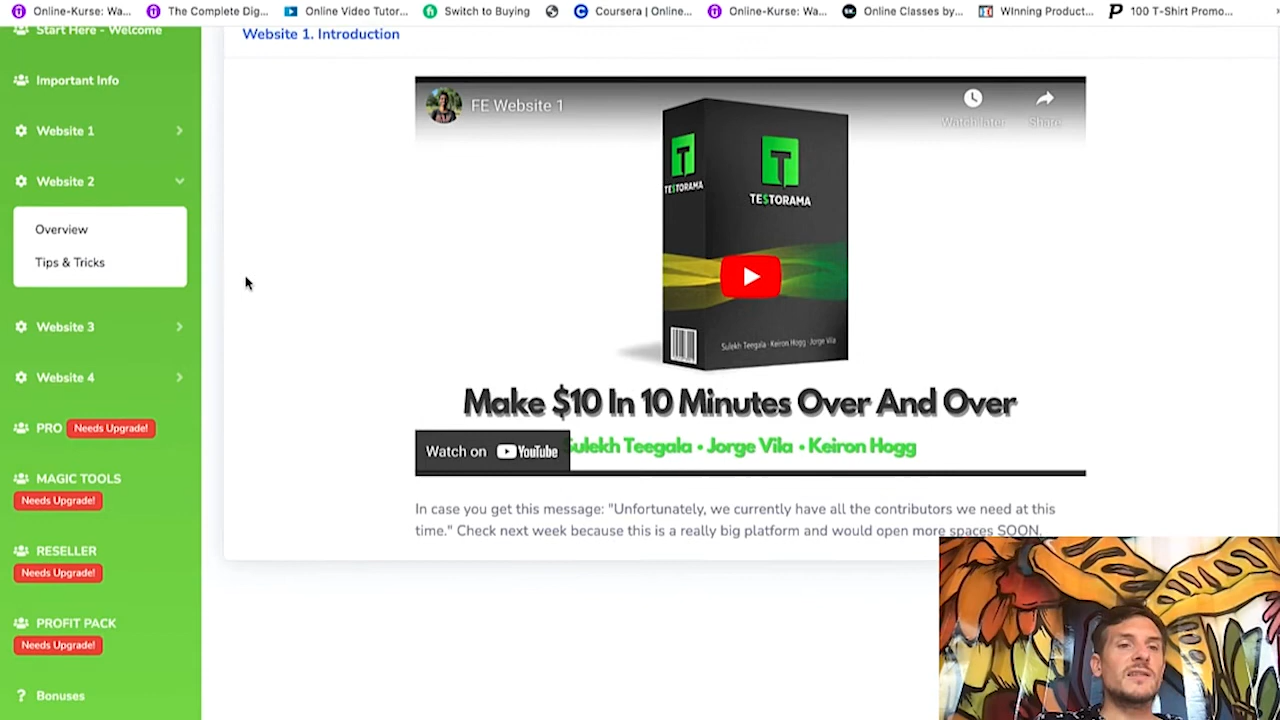 Online-Kurse: Wa...
The Complete Dig...
Online Video Tutor...
Switch to Buying
Coursera | Online...
Online-Kurse: Wa...
Online Classes by...
WInning Product...
100 T-Shirt Promo...
Start Here - Welcome
Important Info
Website 1
Website 2
Overview
Tips & Tricks
Website 3
Website 4
PRO Needs Upgrade!
MAGIC TOOLS
Needs Upgrade!
RESELLER
Needs Upgrade!
PROFIT PACK
Needs Upgrade!
Bonuses
Website 1. Introduction
FE Website 1
Watch later
Share
TE$TORAMA
TE$TORAMA
Sulekh Teegala · Keiron Hogg · Jorge Vila
Make $10 In 10 Minutes Over And Over
Sulekh Teegala • Jorge Vila • Keiron Hogg
Watch on YouTube
In case you get this message: "Unfortunately, we currently have all the contributors we need at this
time." Check next week because this is a really big platform and would open more spaces SOON.